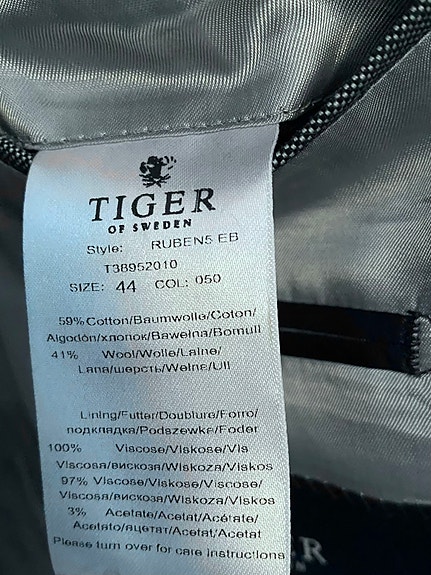 TIGER
OF SWEDEN
Style: RUBENS EB
T38952010
SIZE: 44 COL: 050
59% Cotton/Baumwolle/Coton/
Algodón/хлопок/Bawełna/Bomull
41% Wool/Wolle/Laine/
Lana/шерсть/Wełna/Ull
Lining/Futter/Doublure/Forro/
подкладка/Podszewka/Foder
100% Viscose/Viskose/Vis
Viscosa/вискоза/Wiskoza/Viskos
97% Viscose/Viskose/Viscose/
Viscosa/вискоза/Wiskoza/Viskos
3% Acetate/Acetat/Acétate/
Acetato/ацетат/Acetat/Acetat
Please turn over for care instructions
ER
EN